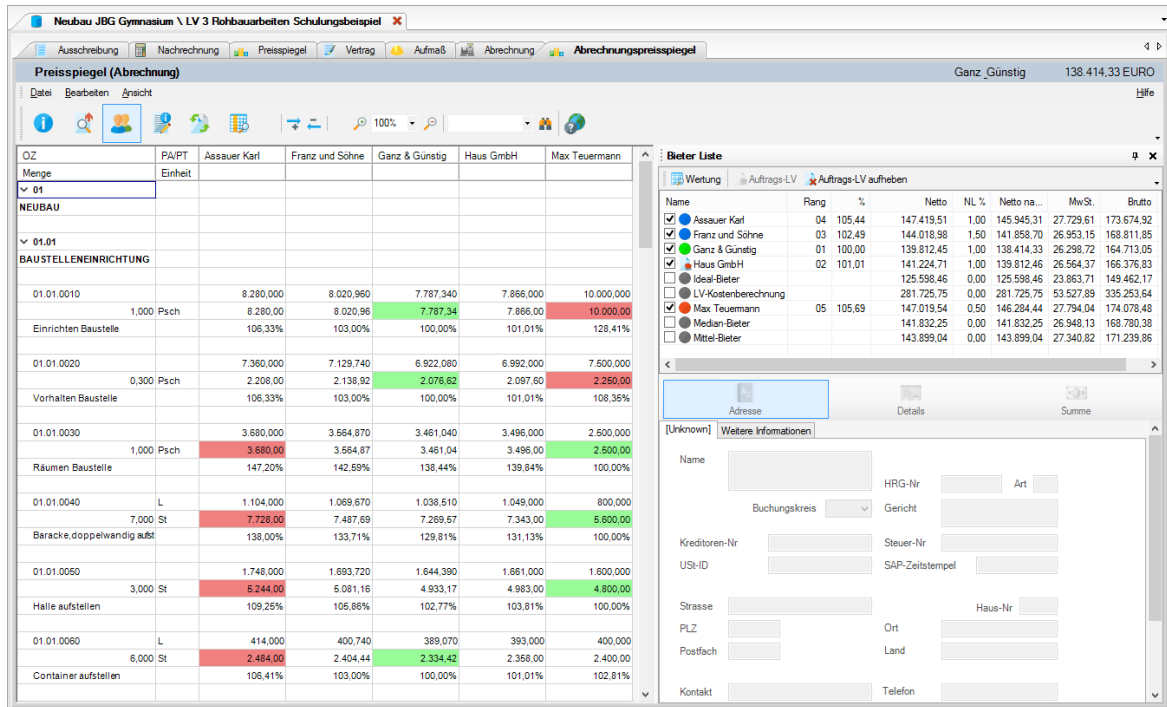 Neubau JBG Gymnasium \ LV 3 Rohbauarbeiten Schulungsbeispiel
Ausschreibung Nachrechnung Preisspiegel Vertrag Aufmaß Abrechnung Abrechnungspreisspiegel
Preisspiegel (Abrechnung) Ganz_Günstig 138.414,33 EURO
Datei Bearbeiten Ansicht Hilfe
100%
OZ PA/PT Assauer Karl Franz und Söhne Ganz & Günstig Haus GmbH Max Teuermann
Menge Einheit
01
NEUBAU
01.01
BAUSTELLENEINRICHTUNG
01.01.0010 8.280,000 8.020,960 7.787,340 7.866,000 10.000,000
1,000 Psch 8.280,00 8.020,96 7.787,34 7.866,00 10.000,00
Einrichten Baustelle 106,33% 103,00% 100,00% 101,01% 128,41%
01.01.0020 7.360,000 7.129,740 6.922,080 6.992,000 7.500,000
0,300 Psch 2.208,00 2.138,92 2.076,62 2.097,60 2.250,00
Vorhalten Baustelle 106,33% 103,00% 100,00% 101,01% 108,35%
01.01.0030 3.680,000 3.564,870 3.461,040 3.496,000 2.500,000
1,000 Psch 3.680,00 3.564,87 3.461,04 3.496,00 2.500,00
Räumen Baustelle 147,20% 142,59% 138,44% 139,84% 100,00%
01.01.0040 L 1.104,000 1.069,670 1.038,510 1.049,000 800,000
7,000 St 7.728,00 7.487,69 7.269,57 7.343,00 5.600,00
Baracke,doppelwandig aufst 138,00% 133,71% 129,81% 131,13% 100,00%
01.01.0050 1.748,000 1.693,720 1.644,390 1.661,000 1.600,000
3,000 St 5.244,00 5.081,16 4.933,17 4.983,00 4.800,00
Halle aufstellen 109,25% 105,86% 102,77% 103,81% 100,00%
01.01.0060 L 414,000 400,740 389,070 393,000 400,000
6,000 St 2.484,00 2.404,44 2.334,42 2.358,00 2.400,00
Container aufstellen 106,41% 103,00% 100,00% 101,01% 102,81%
Bieter Liste
Wertung Auftrags-LV Auftrags-LV aufheben
Name Rang % Netto NL % Netto na... MwSt. Brutto
Assauer Karl 04 105,44 147.419,51 1,00 145.945,31 27.729,61 173.674,92
Franz und Söhne 03 102,49 144.018,98 1,50 141.858,70 26.953,15 168.811,85
Ganz & Günstig 01 100,00 139.812,45 1,00 138.414,33 26.298,72 164.713,05
Haus GmbH 02 101,01 141.224,71 1,00 139.812,46 26.564,37 166.376,83
Ideal-Bieter 125.598,46 0,00 125.598,46 23.863,71 149.462,17
LV-Kostenberechnung 281.725,75 0,00 281.725,75 53.527,89 335.253,64
Max Teuermann 05 105,69 147.019,54 0,50 146.284,44 27.794,04 174.078,48
Median-Bieter 141.832,25 0,00 141.832,25 26.948,13 168.780,38
Mittel-Bieter 143.899,04 0,00 143.899,04 27.340,82 171.239,86
Adresse Details Summe
[Unknown] Weitere Informationen
Name
HRG-Nr Art
Buchungskreis Gericht
Kreditoren-Nr Steuer-Nr
USt-ID SAP-Zeitstempel
Strasse Haus-Nr
PLZ Ort
Postfach Land
Kontakt Telefon